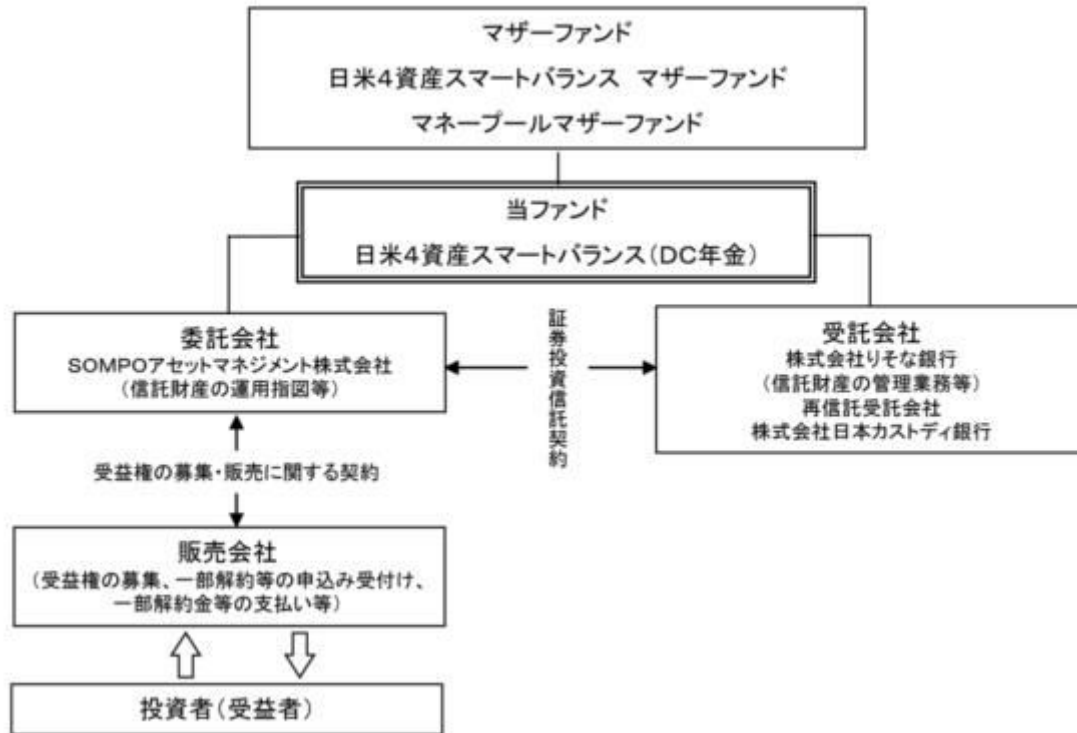 マザーファンド
日米4資産スマートバランス マザーファンド
マネープールマザーファンド
当ファンド
日米4資産スマートバランス(DC年金)
委託会社
SOMPOアセットマネジメント株式会社
(信託財産の運用指図等)
証券投資信託契約
受託会社
株式会社りそな銀行
(信託財産の管理業務等)
再信託受託会社
株式会社日本カストディ銀行
受益権の募集・販売に関する契約
販売会社
(受益権の募集、一部解約等の申込み受付け、
一部解約金等の支払い等)
投資者(受益者)